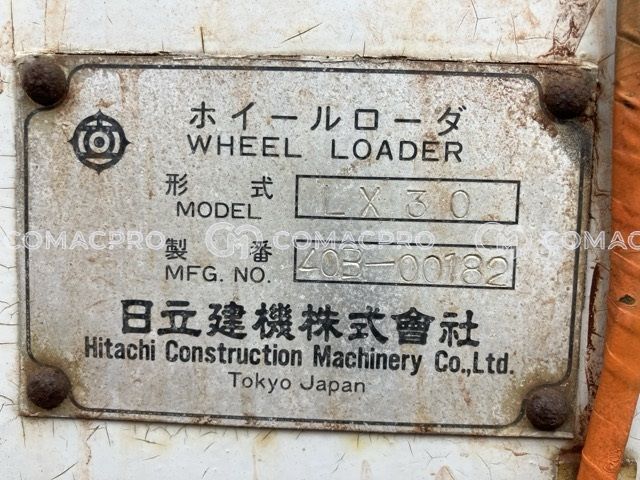 ホイールローダ
WHEEL LOADER
形式 LX30
MODEL
COMACPRO COMACPRO COMACPRO
製番 40B-00182
MFG. NO.
日立建機株式會社
Hitachi Construction Machinery Co.,Ltd.
Tokyo Japan